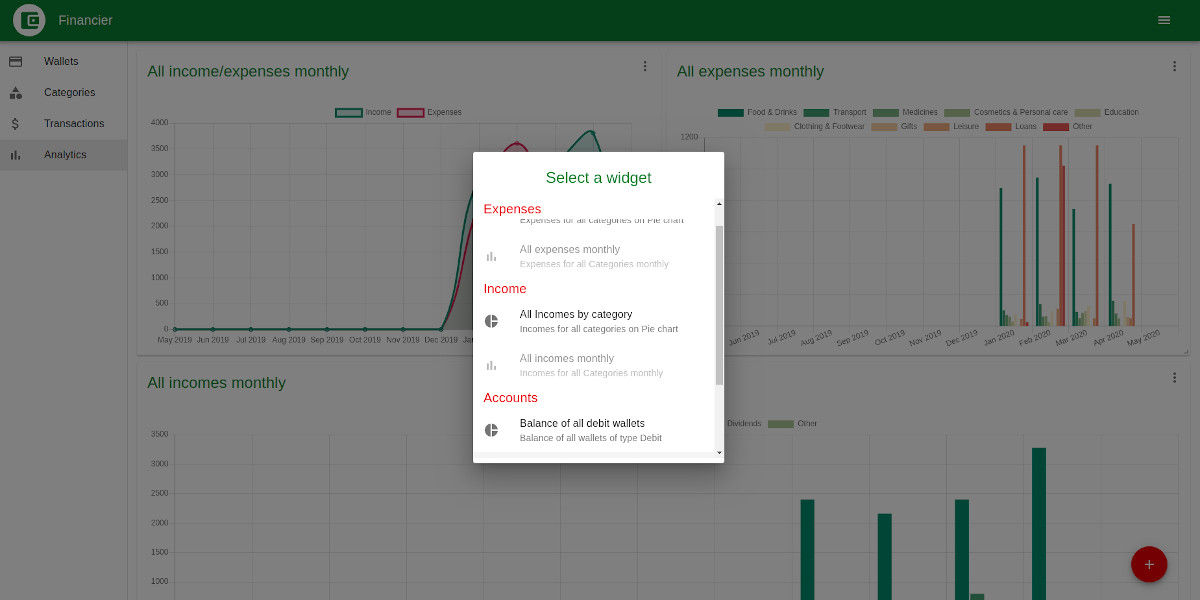 Financier
Wallets
Categories
Transactions
Analytics
All income/expenses monthly
Income
Expenses
4000
3500
3000
2500
2000
1500
1000
500
0
May 2019
Jun 2019
Jul 2019
Aug 2019
Sep 2019
Oct 2019
Nov 2019
Dec 2019
All expenses monthly
Food & Drinks
Transport
Medicines
Cosmetics & Personal care
Education
Clothing & Footwear
Gifts
Leisure
Loans
Other
1200
Jun 2019
Jul 2019
Aug 2019
Sep 2019
Oct 2019
Nov 2019
Dec 2019
Jan 2020
Feb 2020
Mar 2020
Apr 2020
May 2020
Select a widget
Expenses
Expenses for all categories on Pie chart
All expenses monthly
Expenses for all Categories monthly
Income
All Incomes by category
Incomes for all categories on Pie chart
All incomes monthly
Incomes for all Categories monthly
Accounts
Balance of all debit wallets
Balance of all wallets of type Debit
All incomes monthly
Dividends
Other
3500
3000
2500
2000
1500
1000
+